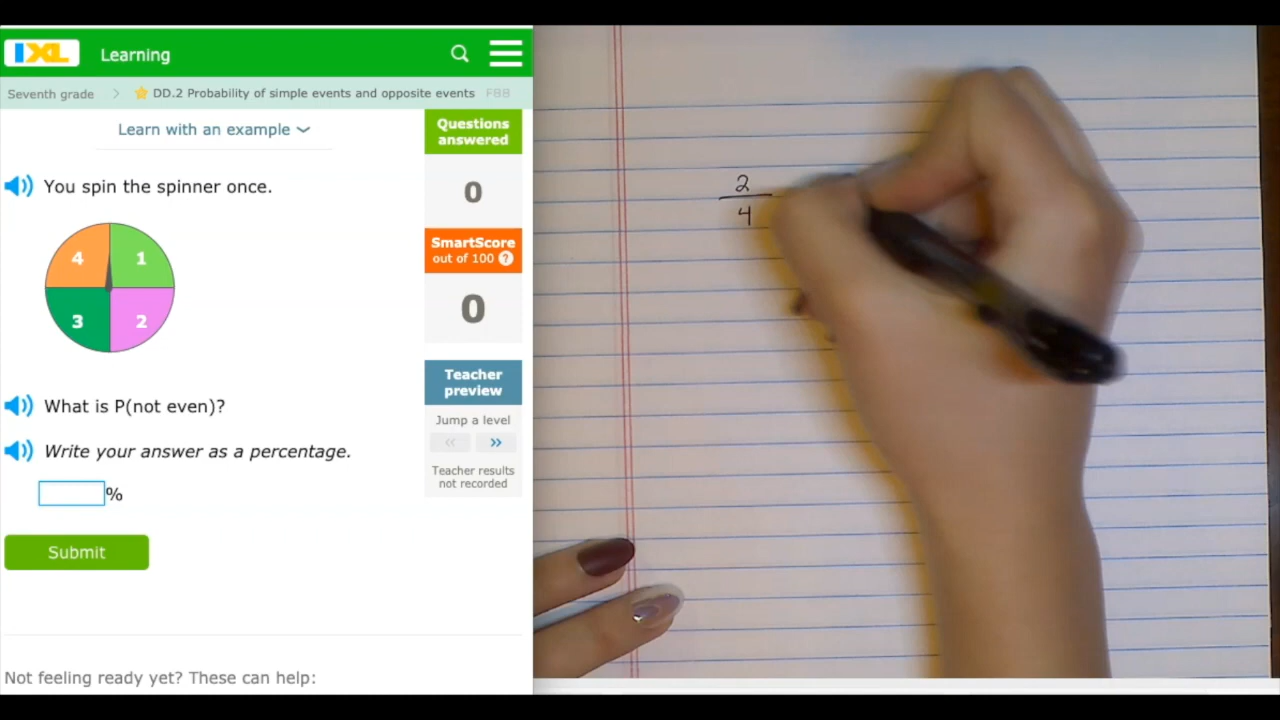 IXL Learning
Seventh grade > DD.2 Probability of simple events and opposite events F88
Learn with an example
Questions answered
0
SmartScore
out of 100 ?
0
Teacher preview
Jump a level
<< >>
Teacher results not recorded
You spin the spinner once.
4 1
3 2
What is P(not even)?
Write your answer as a percentage.
%
Submit
Not feeling ready yet? These can help:
2
4